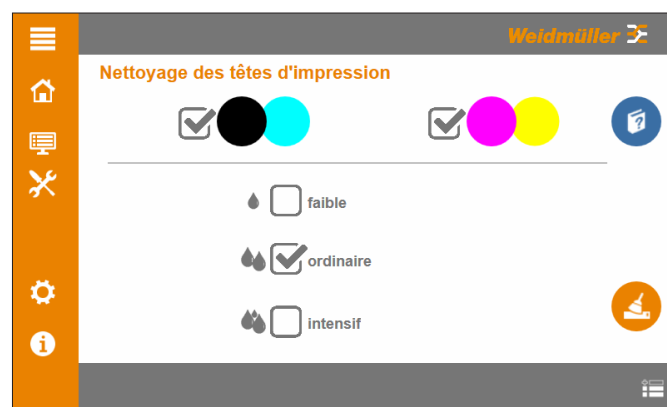 Weidmüller
Nettoyage des têtes d'impression
faible
ordinaire
intensif